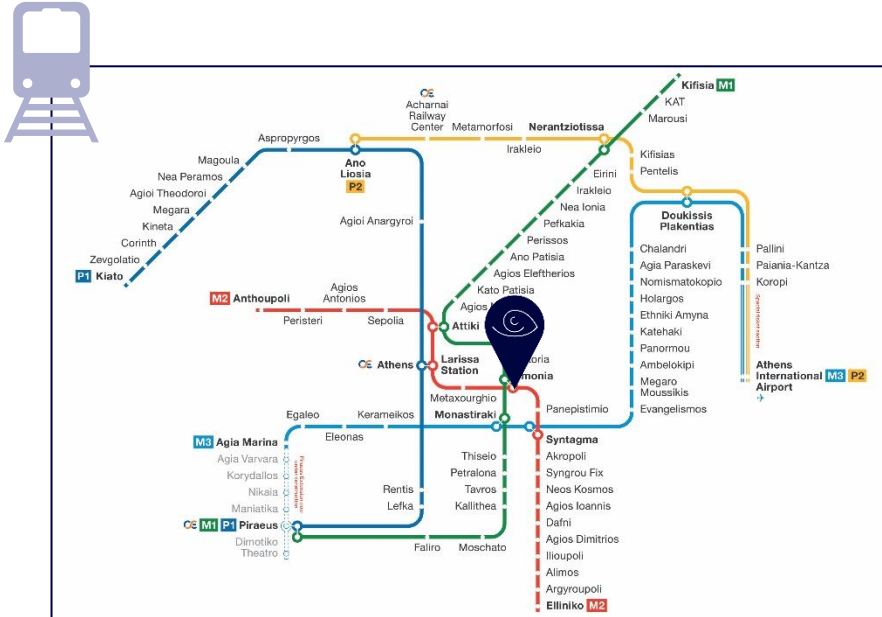 Kifisia M1
KAT
Marousi
Acharnai
Railway
Center
Metamorfosi
Nerantziotissa
Irakleio
Aspropyrgos
Magoula
Nea Peramos
Agioi Theodoroi
Megara
Kineta
Corinth
Zevgolatio
P1 Kiato
Ano
Liosia
P2
Agioi Anargyroi
Eirini
Irakleio
Nea Ionia
Pefkakia
Perissos
Ano Patisia
Agios Eleftherios
Kato Patisia
Agios
Kifisias
Pentelis
Doukissis
Plakentias
Chalandri
Agia Paraskevi
Nomismatokopio
Holargos
Ethniki Amyna
Katehaki
Panormou
Ambelokipi
Megaro
Moussikis
Evangelismos
Pallini
Paiania-Kantza
Koropi
Athens
International M3 P2
Airport
M2 Anthoupoli
Agios
Antonios
Peristeri
Sepolia
Attiki
Athens
Larissa
Station
Metaxourghio
Monastiraki
Panepistimio
Syntagma
Egaleo
Kerameikos
Eleonas
M3 Agia Marina
Agia Varvara
Korydallos
Nikaia
Maniatika
M1 P1 Piraeus
Dimotiko
Theatro
Rentis
Lefka
Thiseio
Petralona
Tavros
Kallithea
Faliro
Moschato
Akropoli
Syngrou Fix
Neos Kosmos
Agios Ioannis
Dafni
Agios Dimitrios
Ilioupoli
Alimos
Argyroupoli
Elliniko M2